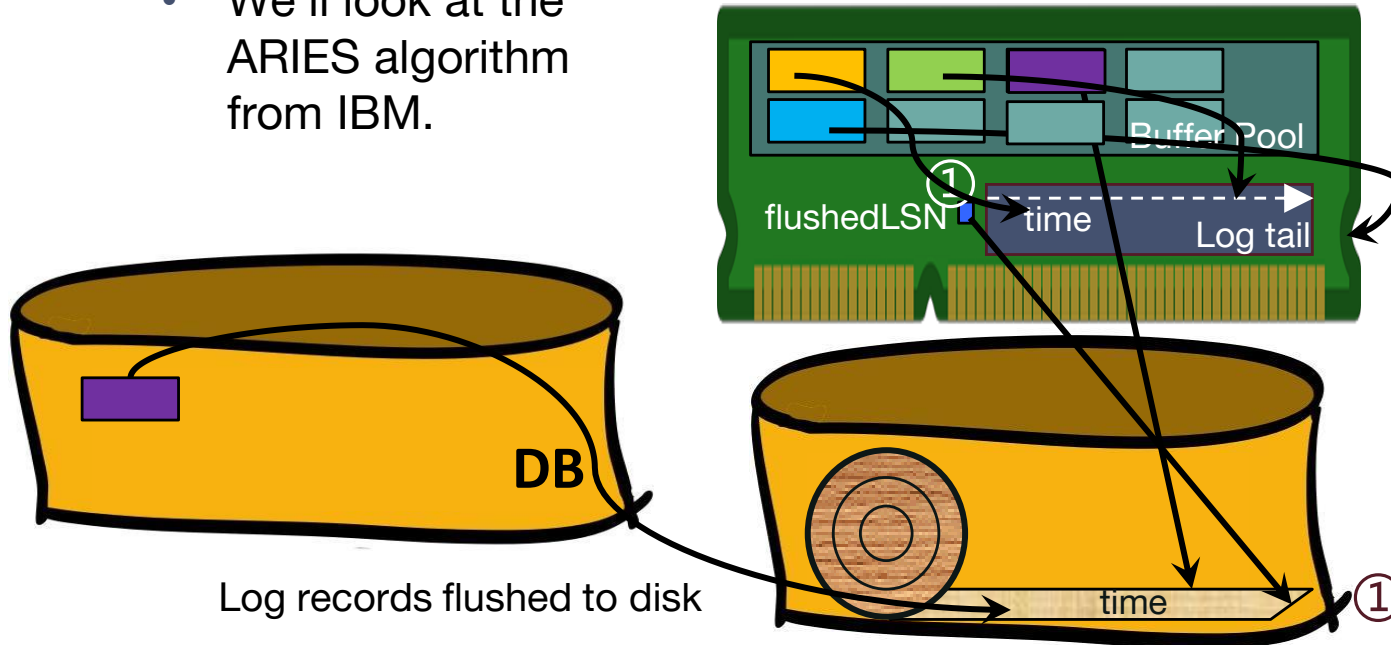 • We'll look at the
ARIES algorithm
from IBM.
Buffer Pool
①
flushedLSN
time
Log tail
DB
Log records flushed to disk
time
①